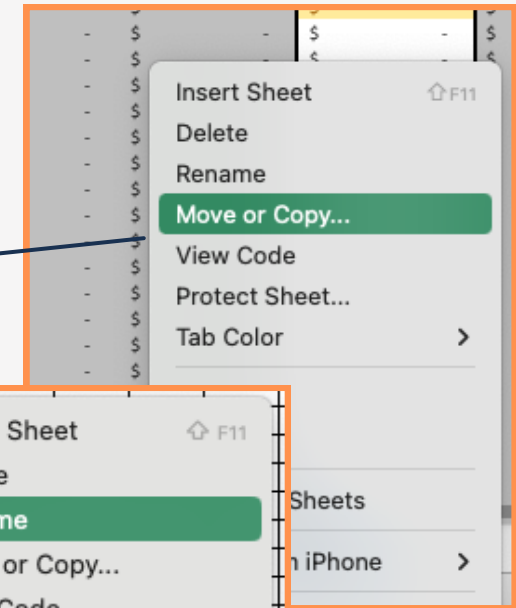 - $ - $ - $
- $
Insert Sheet ⇧F11
Delete
Rename
Move or Copy...
View Code
Protect Sheet...
Tab Color >
Sheets
iPhone >
Sheet ⇧ F11
or Copy...